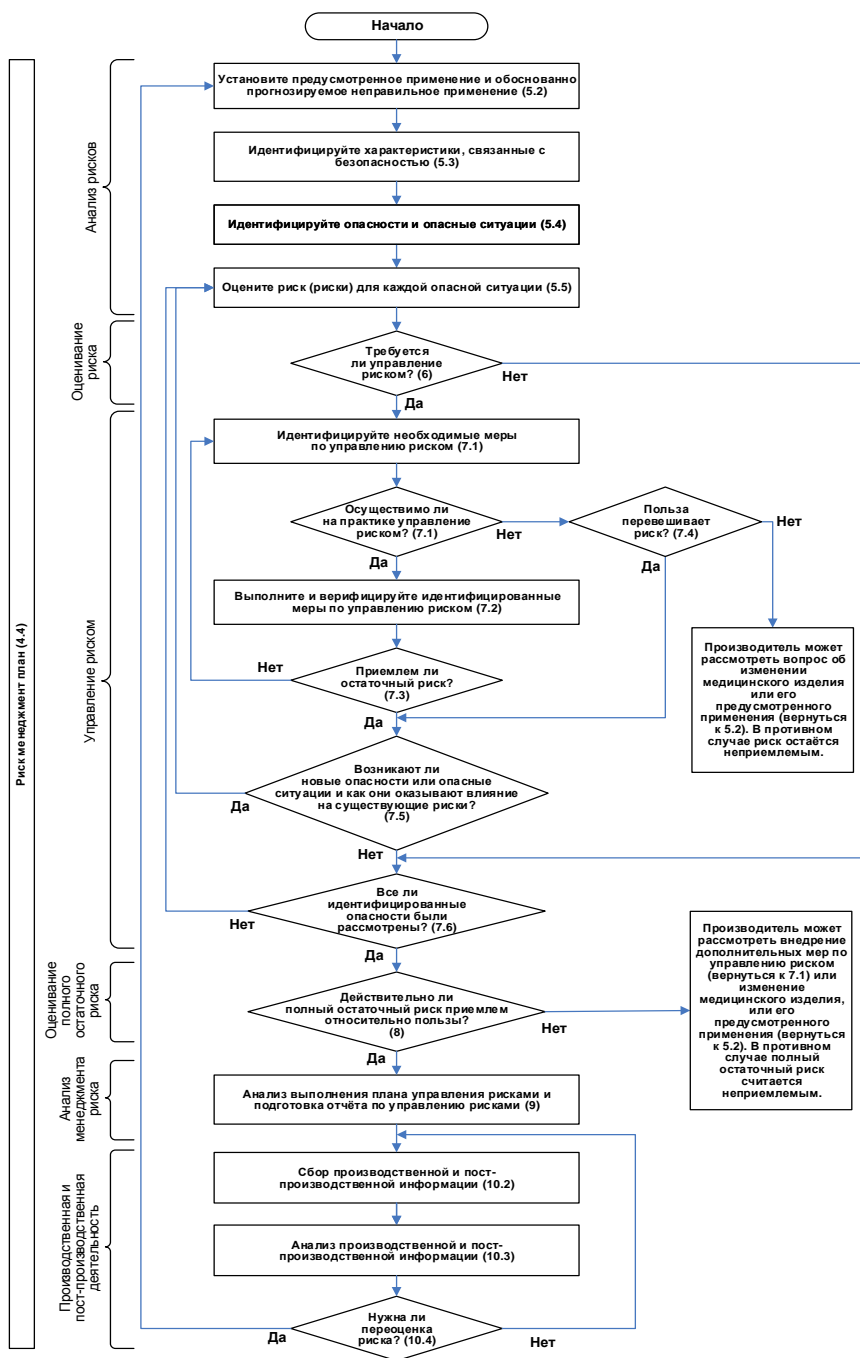 Начало
Риск менеджмент план (4.4)
Анализ рисков
Установите предусмотренное применение и обоснованно
прогнозируемое неправильное применение (5.2)
Идентифицируйте характеристики, связанные с
безопасностью (5.3)
Идентифицируйте опасности и опасные ситуации (5.4)
Оцените риск (риски) для каждой опасной ситуации (5.5)
Оценивание
риска
Требуется
ли управление
риском? (6)
Нет
Да
Управление риском
Идентифицируйте необходимые меры
по управлению риском (7.1)
Осуществимо ли
на практике управление
риском? (7.1)
Нет
Да
Польза
перевешивает
риск? (7.4)
Нет
Да
Выполните и верифицируйте идентифицированные
меры по управлению риском (7.2)
Производитель может
рассмотреть вопрос об
изменении
медицинского изделия
или его
предусмотренного
применения (вернуться
к 5.2). В противном
случае риск остаётся
неприемлемым.
Приемлем ли
остаточный риск?
(7.3)
Нет
Да
Возникают ли
новые опасности или опасные
ситуации и как они оказывают влияние
на существующие риски?
(7.5)
Да
Нет
Все ли
идентифицированные
опасности были
рассмотрены? (7.6)
Нет
Да
Оценивание
полного
остаточного
риска
Действительно ли
полный остаточный риск приемлем
относительно пользы?
(8)
Нет
Да
Производитель может
рассмотреть внедрение
дополнительных мер по
управлению риском
(вернуться к 7.1) или
изменение
медицинского изделия,
или его
предусмотренного
применения (вернуться
к 5.2). В противном
случае полный
остаточный риск
считается
неприемлемым.
Анализ
менеджмента
риска
Анализ выполнения плана управления рисками и
подготовка отчёта по управлению рисками (9)
Производственная и
пост-производственная
деятельность
Сбор производственной и пост-
производственной информации (10.2)
Анализ производственной и пост-
производственной информации (10.3)
Нужна ли
переоценка
риска? (10.4)
Да
Нет